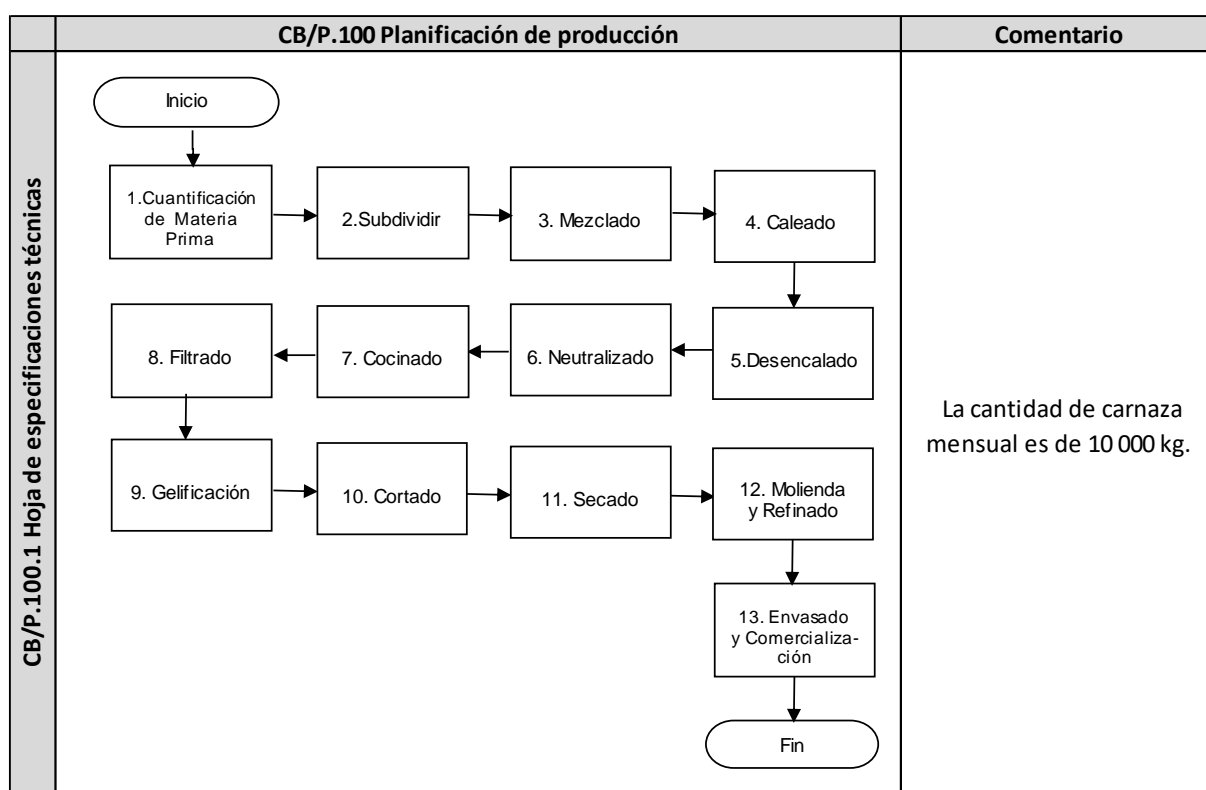 CB/P.100 Planificación de producción
Comentario
CB/P.100.1 Hoja de especificaciones técnicas
Inicio
1.Cuantificación
de Materia
Prima
2.Subdividir
3. Mezclado
4. Caleado
5.Desencalado
6. Neutralizado
7. Cocinado
8. Filtrado
9. Gelificación
10. Cortado
11. Secado
12. Molienda
y Refinado
13. Envasado
y Comercializa-
ción
Fin
La cantidad de carnaza
mensual es de 10 000 kg.